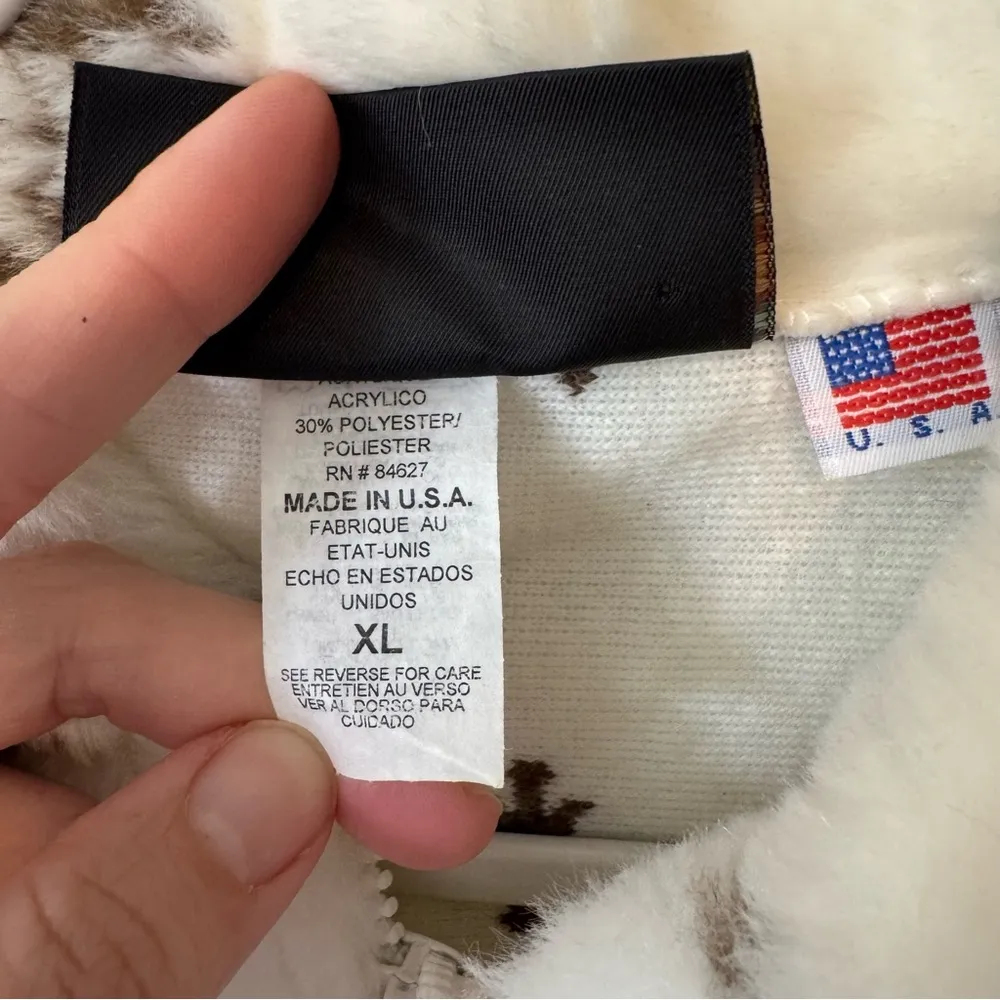 ACRYLICO
30% POLYESTER/
POLIESTER
RN # 84627
MADE IN U.S.A.
FABRIQUE AU
ETAT-UNIS
ECHO EN ESTADOS
UNIDOS
XL
SEE REVERSE FOR CARE
ENTRETIEN AU VERSO
VER AL DORSO PARA
CUIDADO
U. S. A